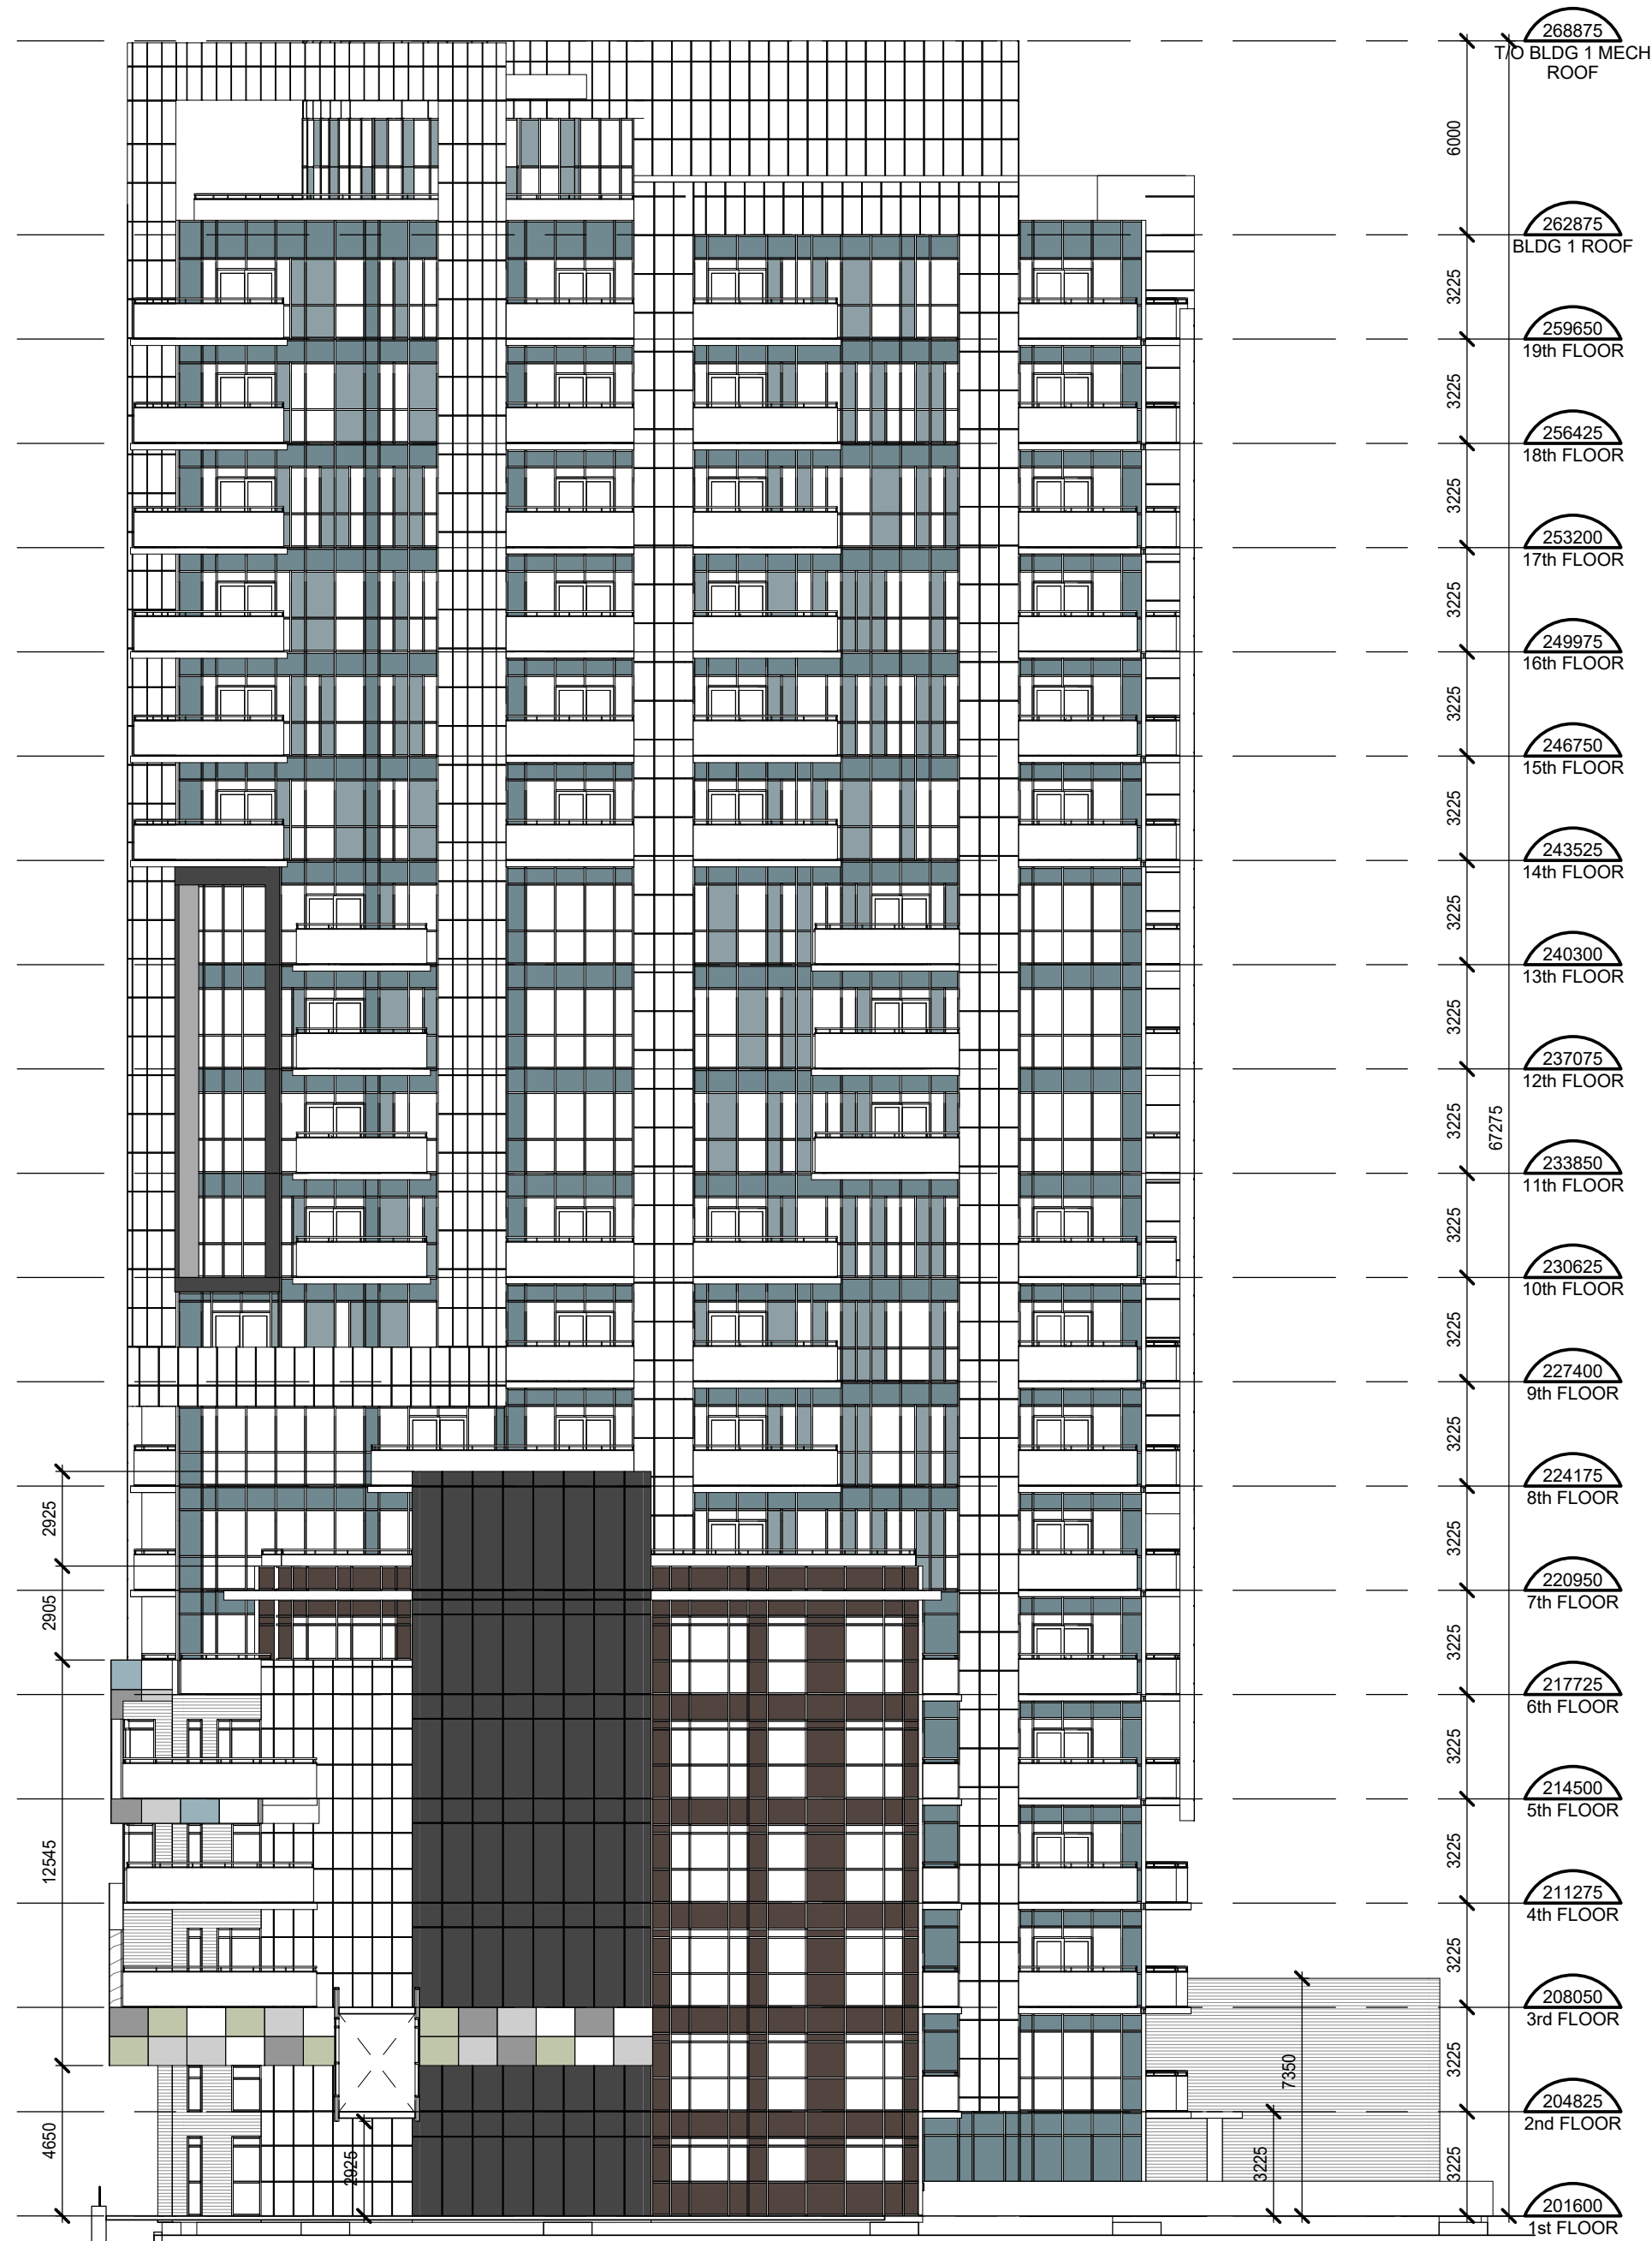 268875
T/O BLDG 1 MECH
ROOF
6000
262875
BLDG 1 ROOF
3225
259650
19th FLOOR
3225
256425
18th FLOOR
3225
253200
17th FLOOR
3225
249975
16th FLOOR
3225
246750
15th FLOOR
3225
243525
14th FLOOR
3225
240300
13th FLOOR
3225
237075
12th FLOOR
3225
67275
233850
11th FLOOR
3225
230625
10th FLOOR
3225
227400
9th FLOOR
3225
224175
8th FLOOR
2925
3225
220950
7th FLOOR
2905
3225
217725
6th FLOOR
3225
214500
5th FLOOR
12545
3225
211275
4th FLOOR
3225
208050
3rd FLOOR
7350
3225
204825
2nd FLOOR
4650
2925
3225
3225
201600
1st FLOOR